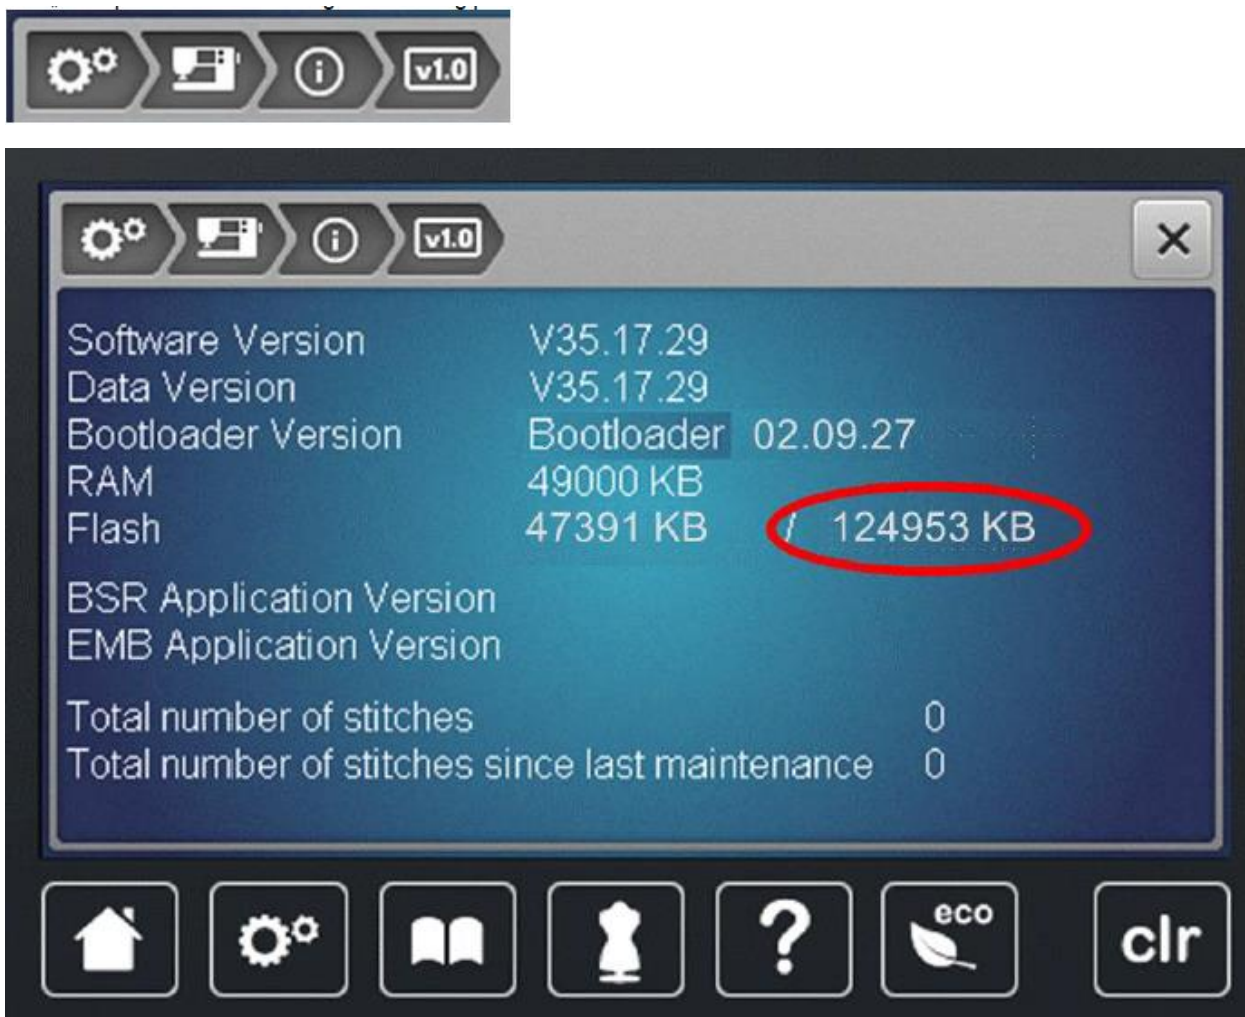 v1.0
v1.0
Software Version V35.17.29
Data Version V35.17.29
Bootloader Version Bootloader 02.09.27
RAM 49000 KB
Flash 47391 KB / 124953 KB
BSR Application Version
EMB Application Version
Total number of stitches 0
Total number of stitches since last maintenance 0
eco
clr